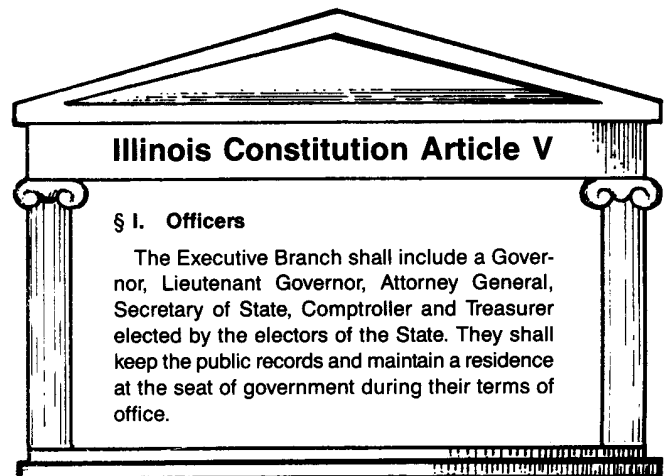 Illinois Constitution Article V
§ I. Officers
The Executive Branch shall include a Gover-
nor, Lieutenant Governor, Attorney General,
Secretary of State, Comptroller and Treasurer
elected by the electors of the State. They shall
keep the public records and maintain a residence
at the seat of government during their terms of
office.